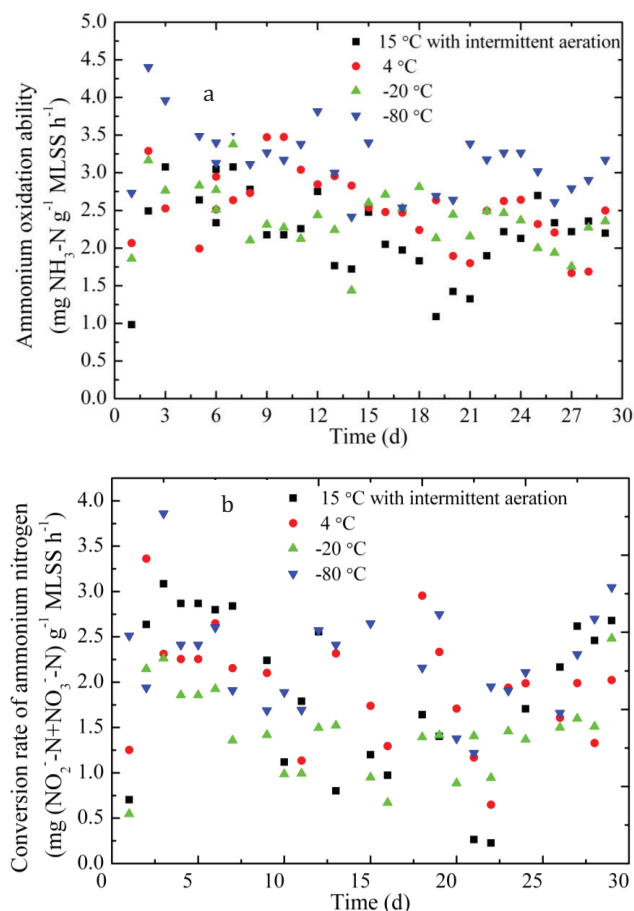 a
15 °C with intermittent aeration
4 °C
-20 °C
-80 °C
Ammonium oxidation ability
(mg NH₃-N g⁻¹ MLSS h⁻¹)
5.0
4.5
4.0
3.5
3.0
2.5
2.0
1.5
1.0
0.5
0.0
0 3 6 9 12 15 18 21 24 27 30
Time (d)
b
15 °C with intermittent aeration
4 °C
-20 °C
-80 °C
Conversion rate of ammonium nitrogen
(mg (NO₂⁻-N+NO₃⁻-N) g⁻¹ MLSS h⁻¹)
4.0
3.5
3.0
2.5
2.0
1.5
1.0
0.5
0.0
0 5 10 15 20 25 30
Time (d)